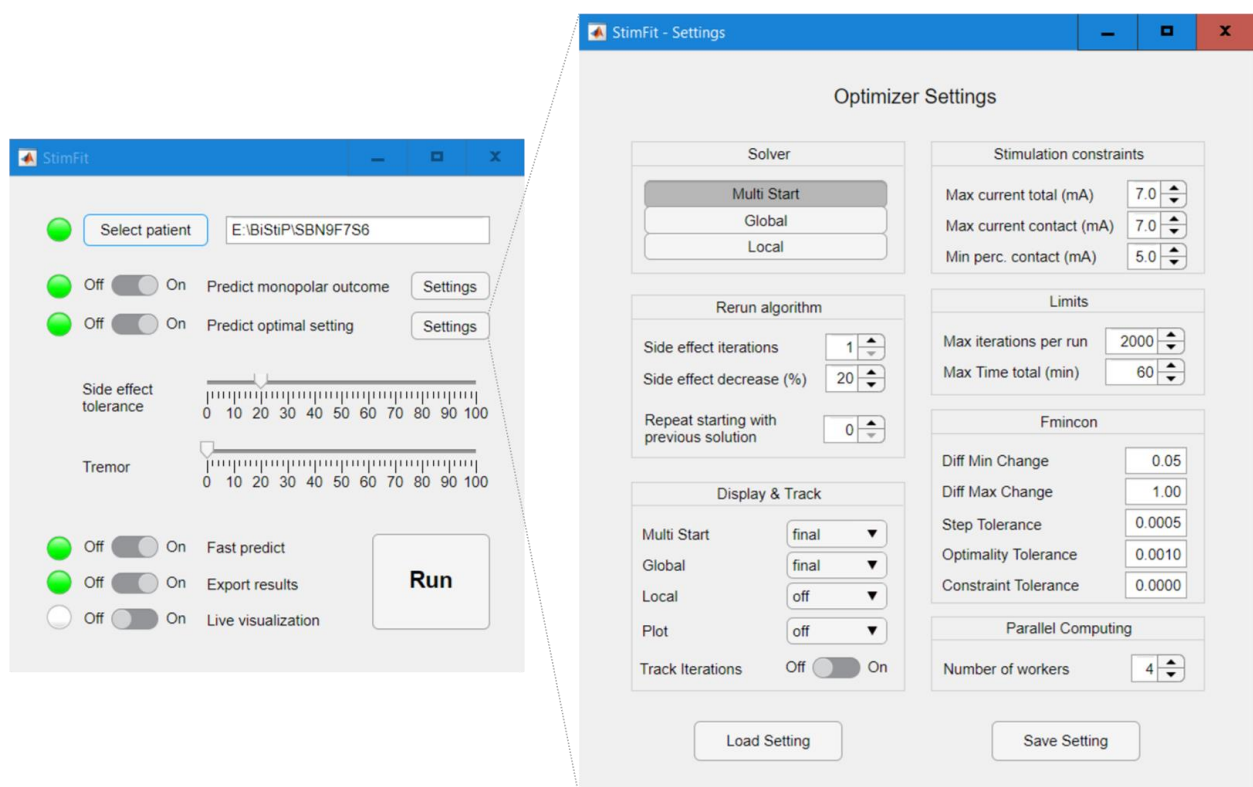 StimFit
Select patient
E:\BiStiP\SBN9F7S6
Off On Predict monopolar outcome Settings
Off On Predict optimal setting Settings
Side effect
tolerance
0 10 20 30 40 50 60 70 80 90 100
Tremor
0 10 20 30 40 50 60 70 80 90 100
Off On Fast predict
Off On Export results
Off On Live visualization
Run
StimFit - Settings
Optimizer Settings
Solver
Multi Start
Global
Local
Rerun algorithm
Side effect iterations 1
Side effect decrease (%) 20
Repeat starting with
previous solution 0
Display & Track
Multi Start final
Global final
Local off
Plot off
Track Iterations Off On
Stimulation constraints
Max current total (mA) 7.0
Max current contact (mA) 7.0
Min perc. contact (mA) 5.0
Limits
Max iterations per run 2000
Max Time total (min) 60
Fmincon
Diff Min Change 0.05
Diff Max Change 1.00
Step Tolerance 0.0005
Optimality Tolerance 0.0010
Constraint Tolerance 0.0000
Parallel Computing
Number of workers 4
Load Setting
Save Setting